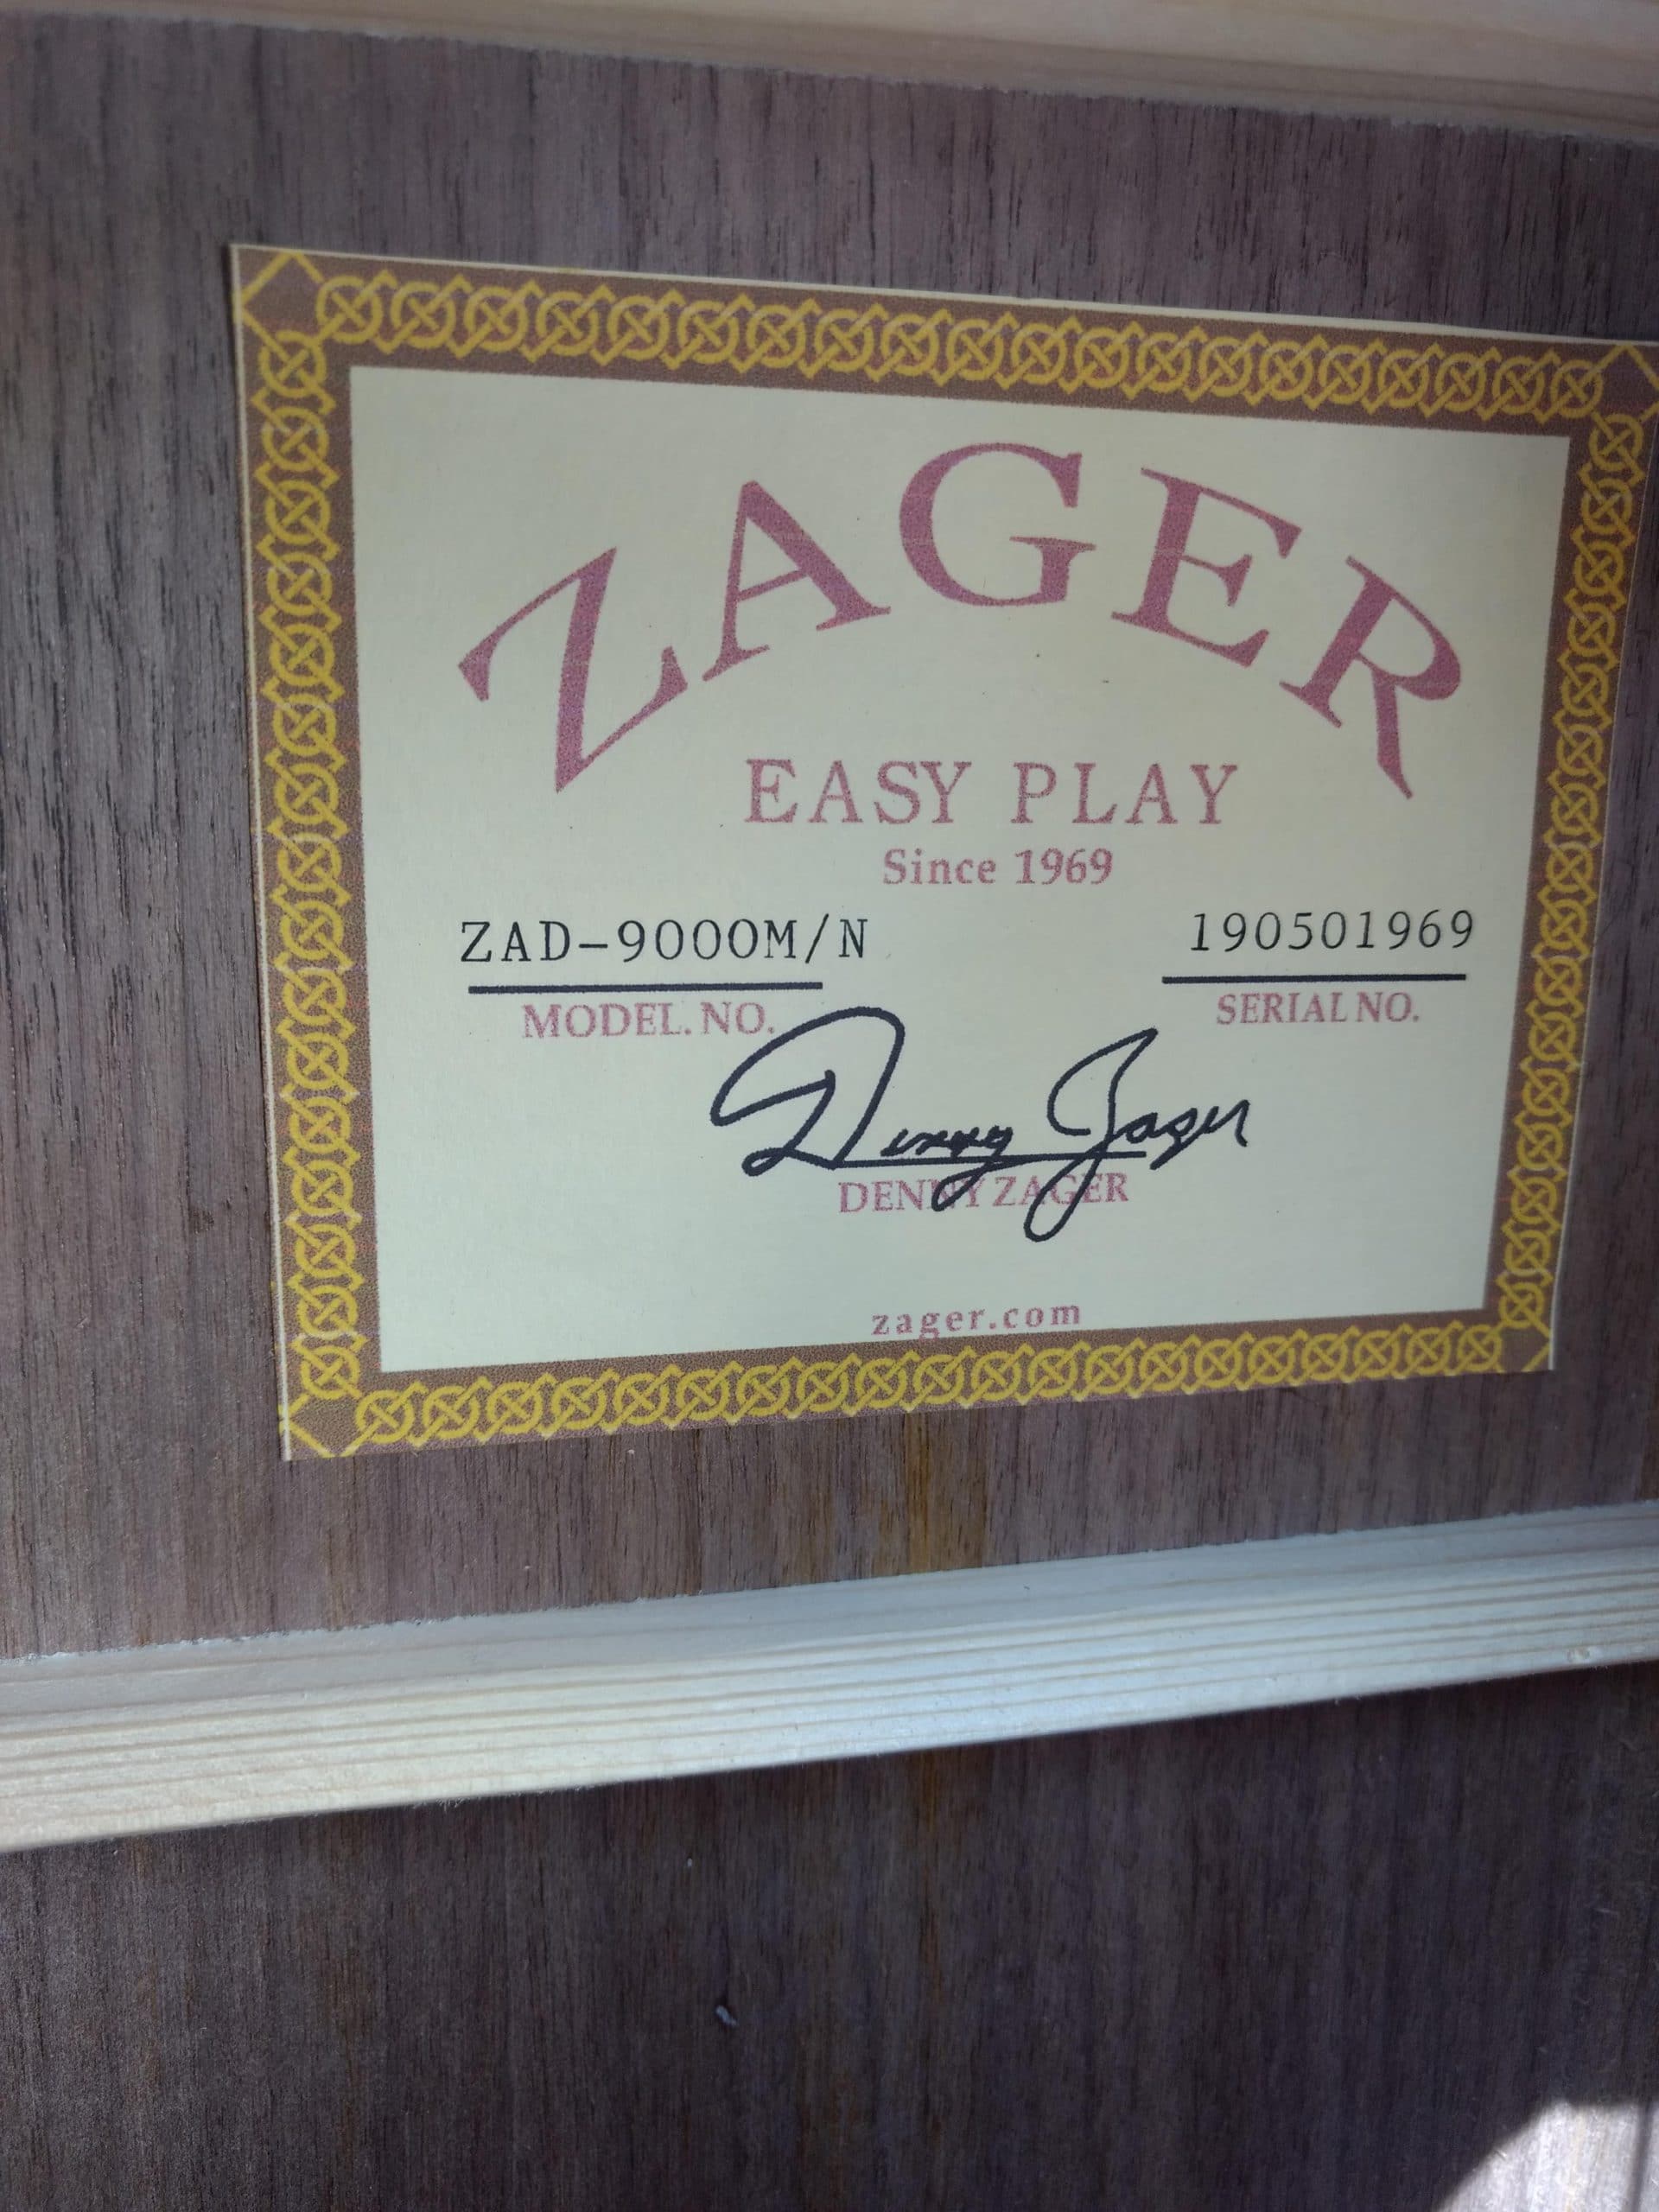 ZAGER
EASY PLAY
Since 1969
ZAD-9000M/N 190501969
MODEL. NO. SERIAL NO.
Denny Zager
DENNY ZAGER
zager.com